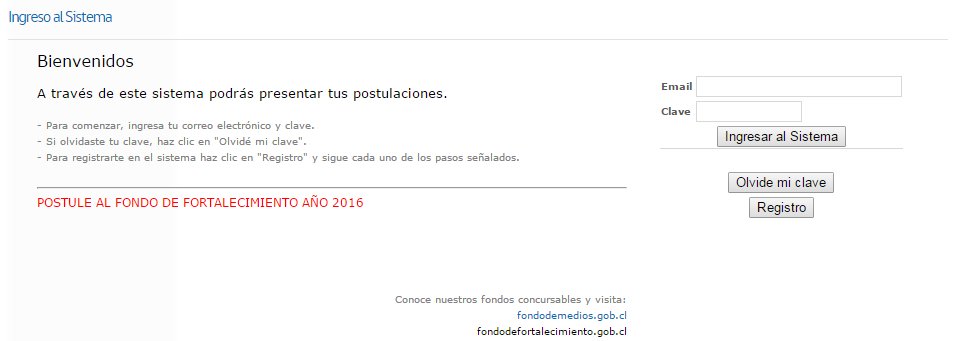 Ingreso al Sistema
Bienvenidos
A través de este sistema podrás presentar tus postulaciones.
- Para comenzar, ingresa tu correo electrónico y clave.
- Si olvidaste tu clave, haz clic en "Olvidé mi clave".
- Para registrarte en el sistema haz clic en "Registro" y sigue cada uno de los pasos señalados.
POSTULE AL FONDO DE FORTALECIMIENTO AÑO 2016
Conoce nuestros fondos concursables y visita:
fondodemedios.gob.cl
fondodefortalecimiento.gob.cl
Email
Clave
Ingresar al Sistema
Olvide mi clave
Registro